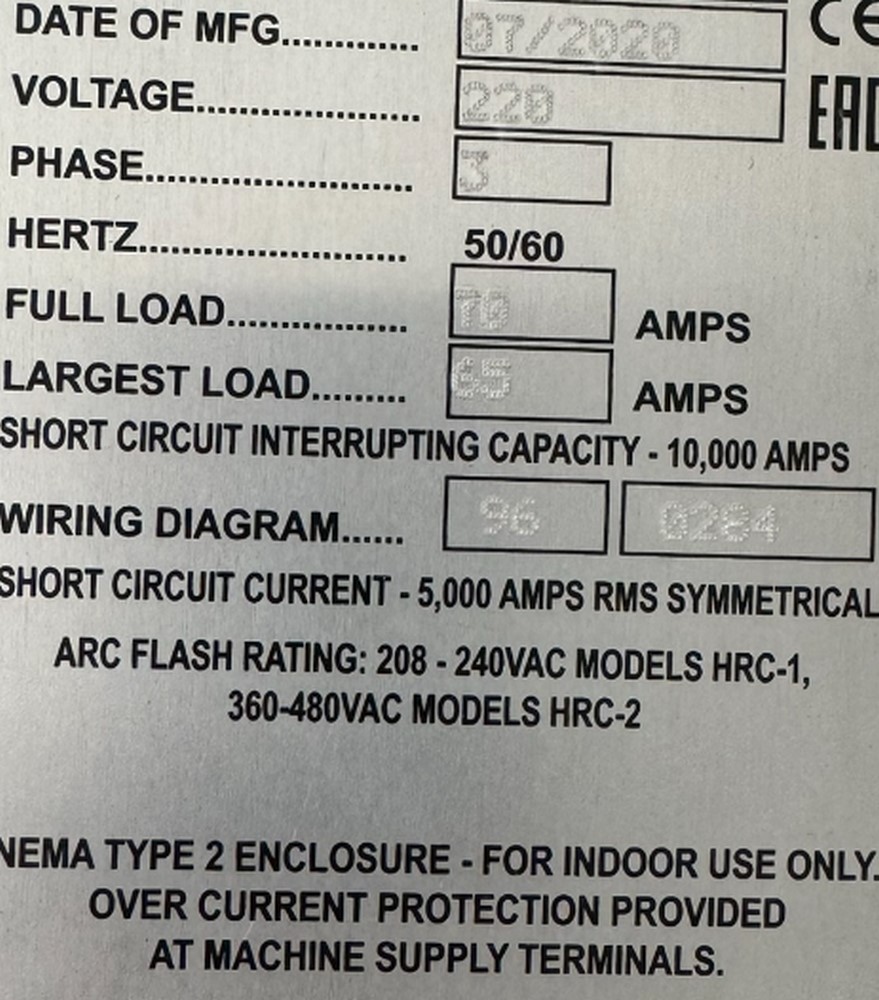 DATE OF MFG............. 07/2020 CE
VOLTAGE..................... 220 EAC
PHASE......................... 3
HERTZ......................... 50/60
FULL LOAD................. 70 AMPS
LARGEST LOAD......... 65 AMPS
SHORT CIRCUIT INTERRUPTING CAPACITY - 10,000 AMPS
WIRING DIAGRAM...... 96 0204
SHORT CIRCUIT CURRENT - 5,000 AMPS RMS SYMMETRICAL
ARC FLASH RATING: 208 - 240VAC MODELS HRC-1,
360-480VAC MODELS HRC-2
NEMA TYPE 2 ENCLOSURE - FOR INDOOR USE ONLY.
OVER CURRENT PROTECTION PROVIDED
AT MACHINE SUPPLY TERMINALS.